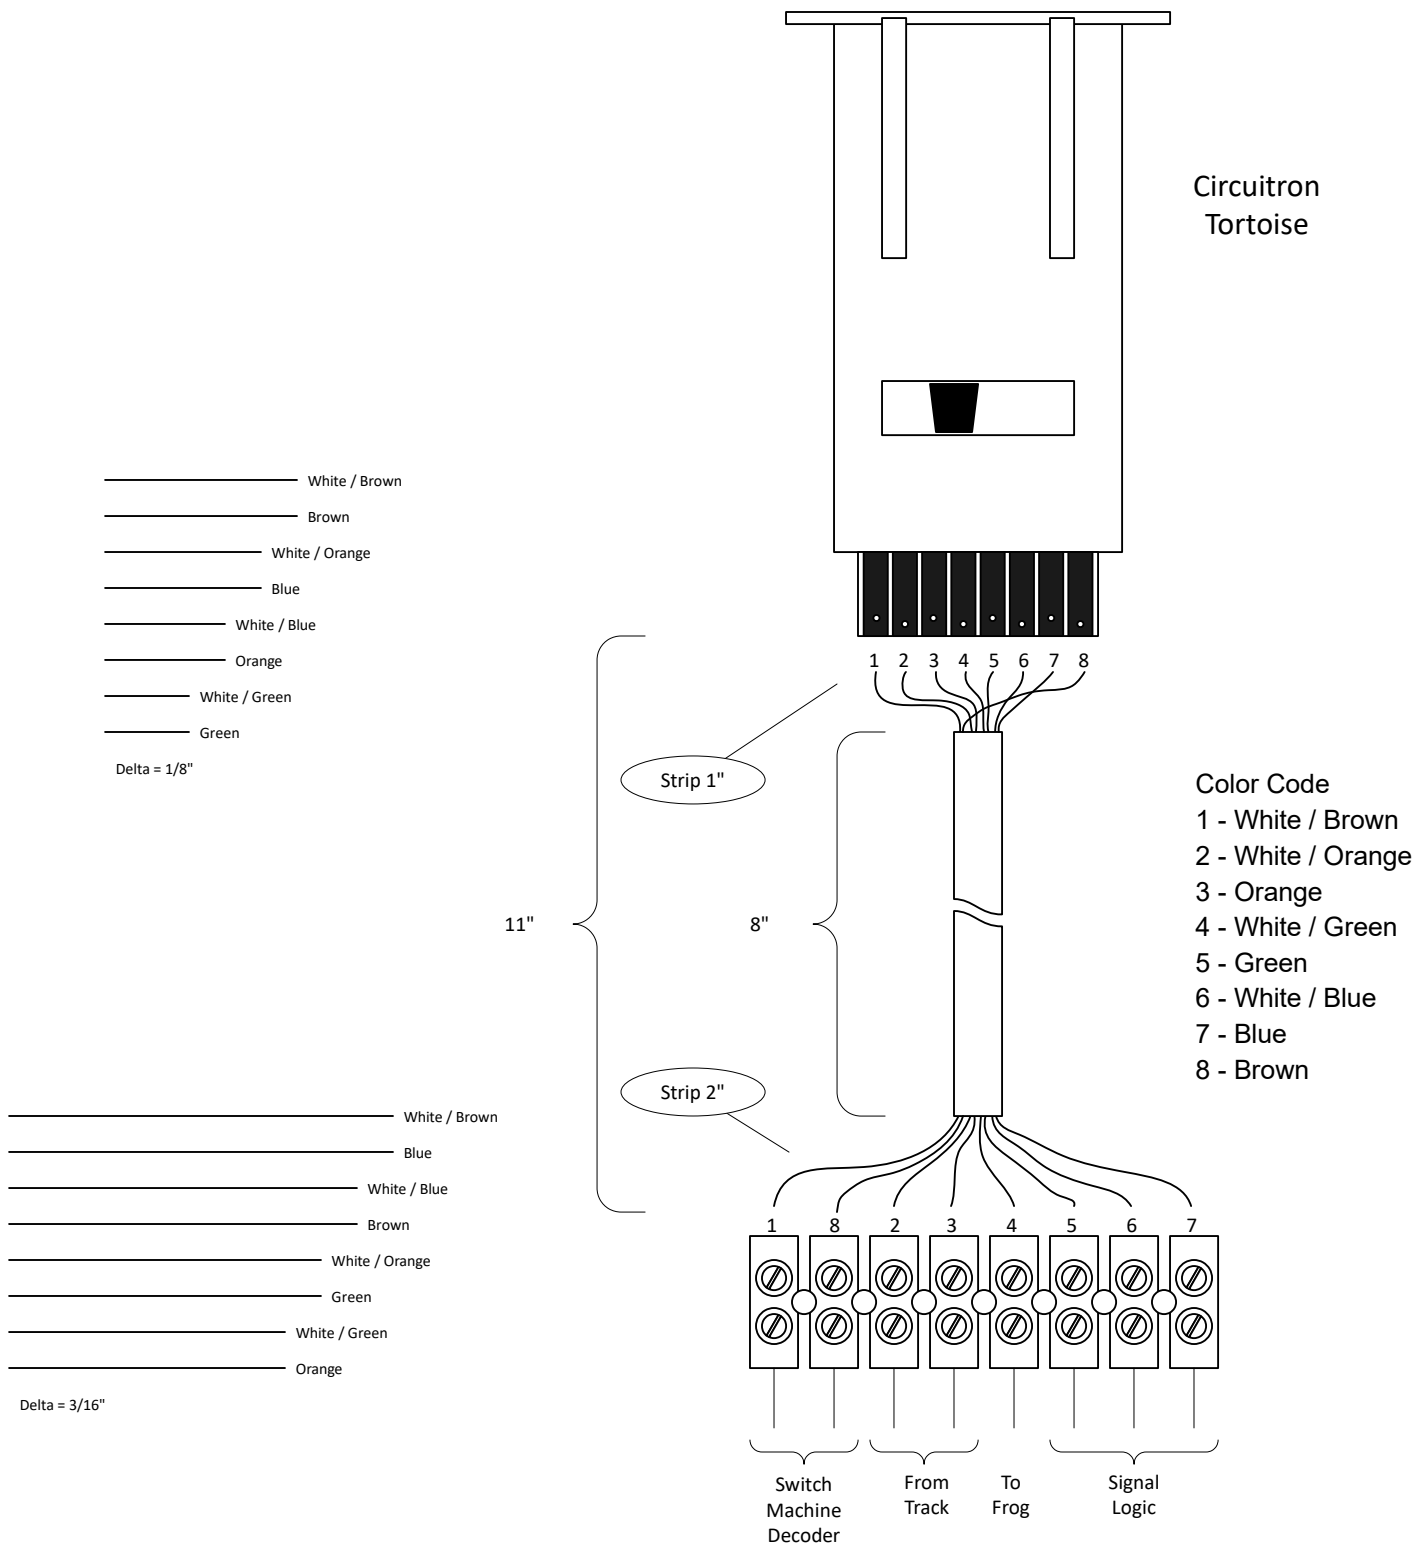 Circuitron
Tortoise
White / Brown
Brown
White / Orange
Blue
White / Blue
Orange
White / Green
Green
Delta = 1/8"
1 2 3 4 5 6 7 8
Strip 1"
Color Code
1 - White / Brown
2 - White / Orange
3 - Orange
4 - White / Green
5 - Green
6 - White / Blue
7 - Blue
8 - Brown
11"
8"
Strip 2"
White / Brown
Blue
White / Blue
Brown
White / Orange
Green
White / Green
Orange
Delta = 3/16"
1 8 2 3 4 5 6 7
Switch
Machine
Decoder
From
Track
To
Frog
Signal
Logic